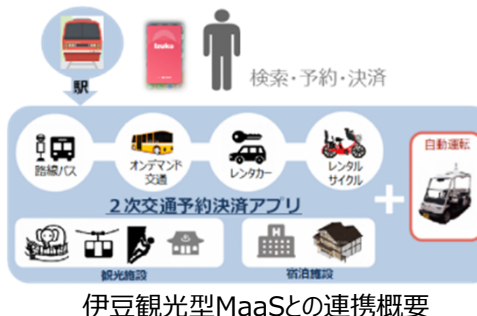 Izuko
駅
検索・予約・決済
路線バス
オンデマンド
交通
レンタカー
レンタル
サイクル
自動運転
2次交通予約決済アプリ
観光施設
宿泊施設
伊豆観光型MaaSとの連携概要